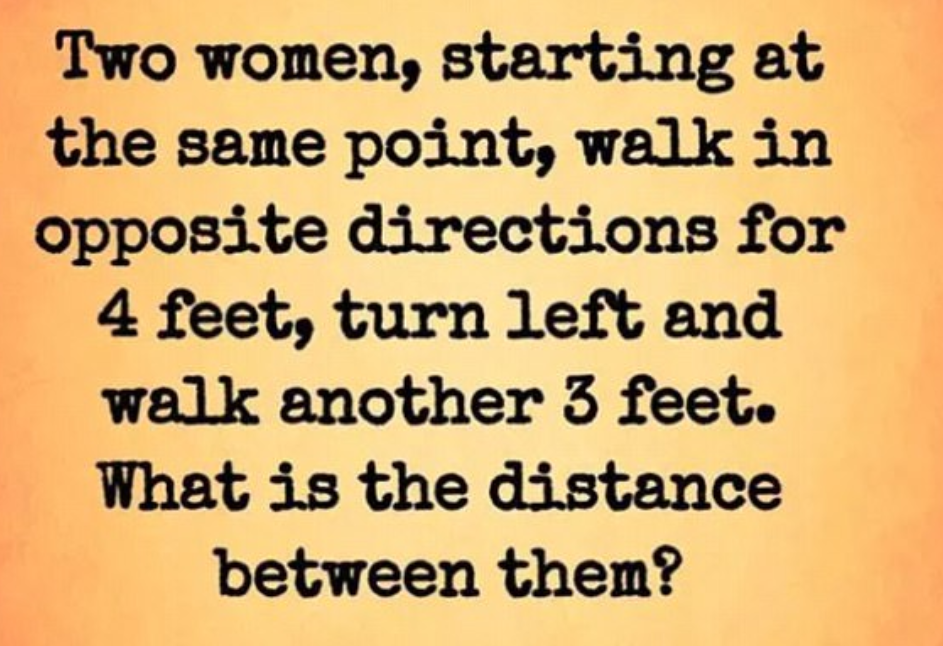 Two women, starting at
the same point, walk in
opposite directions for
4 feet, turn left and
walk another 3 feet.
What is the distance
between them?